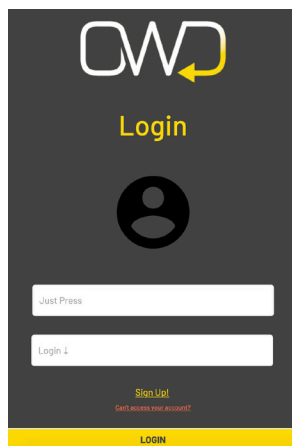 OWD
Login
Just Press
Login ↓
Sign Up!
Can't access your account?
LOGIN